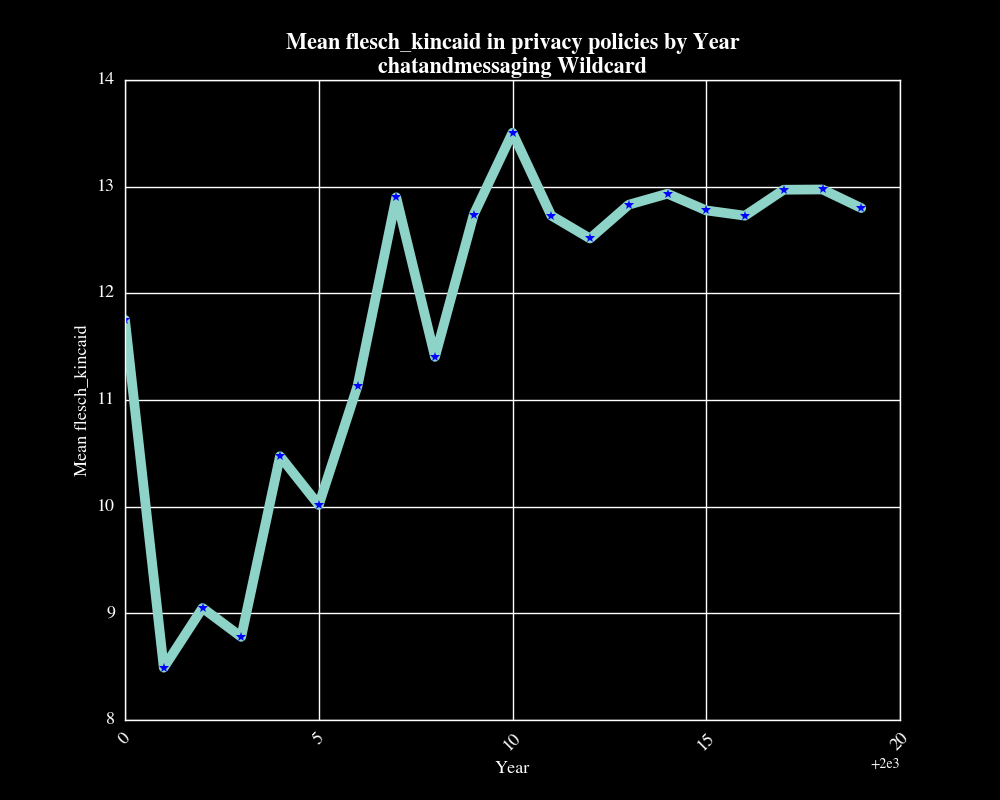 Mean flesch_kincaid in privacy policies by Year
chatandmessaging Wildcard
14
13
12
11
10
9
8
Mean flesch_kincaid
0
5
10
15
20
Year
+2e3